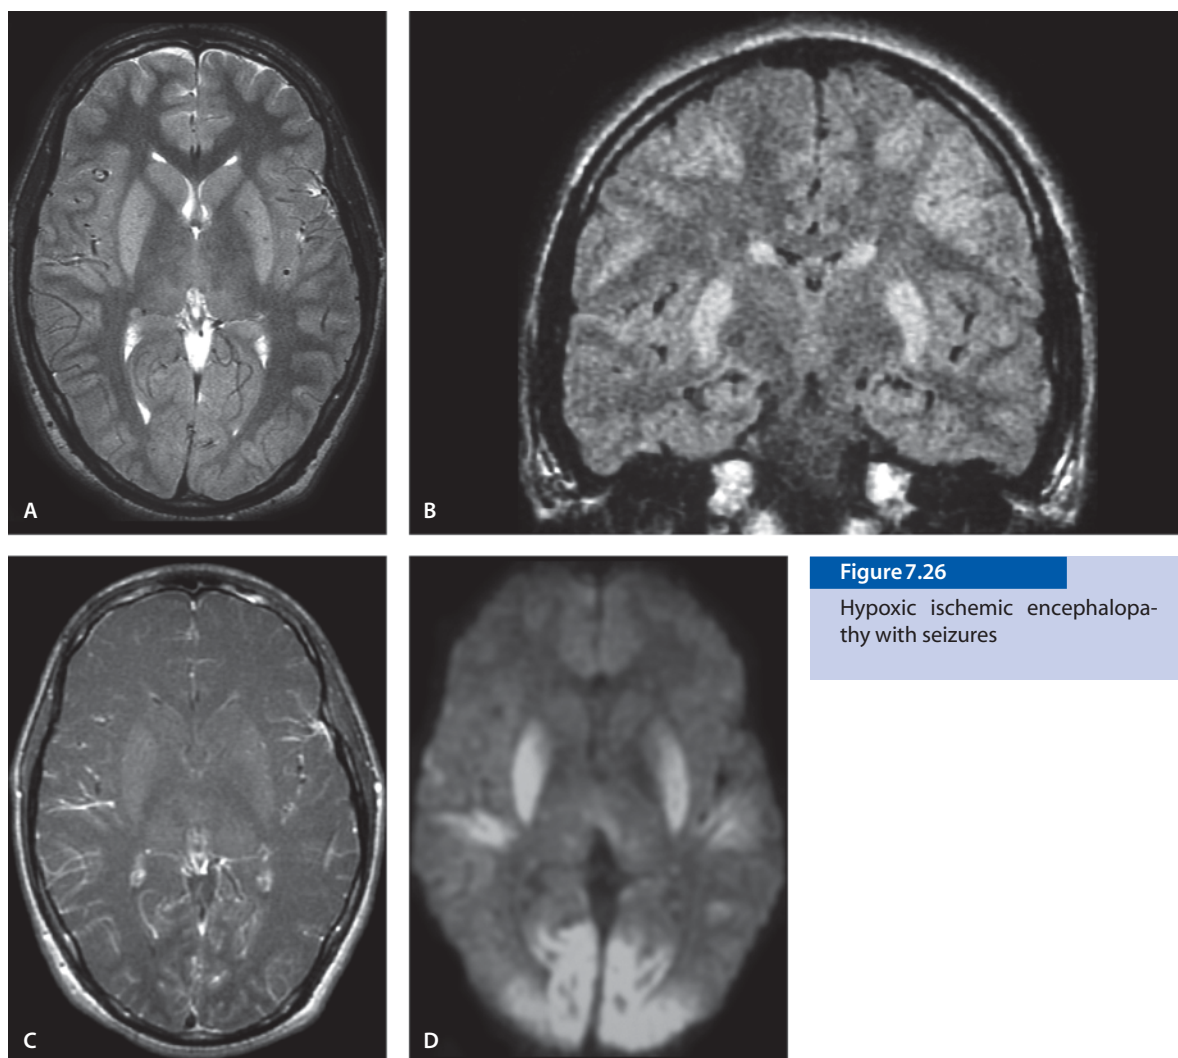 A
B
C
D
Figure 7.26
Hypoxic ischemic encephalopa-
thy with seizures